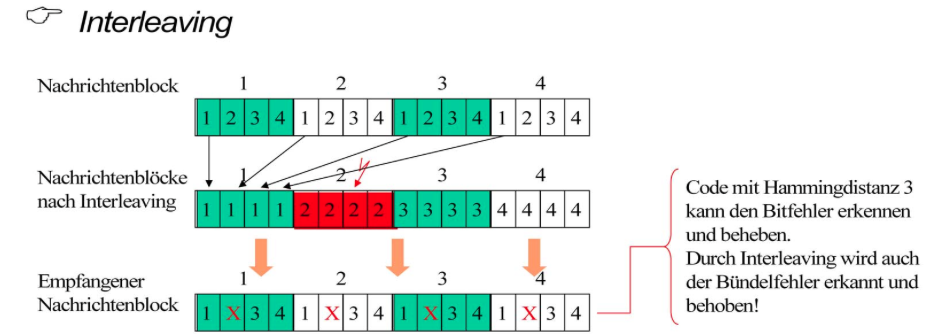 ☞ Interleaving
Nachrichtenblock 1 2 3 4
1 2 3 4 1 2 3 4 1 2 3 4 1 2 3 4
Nachrichtenblöcke 1 2 3 4
nach Interleaving 1 1 1 1 2 2 2 2 3 3 3 3 4 4 4 4
Empfangener 1 2 3 4
Nachrichtenblock 1 X 3 4 1 X 3 4 1 X 3 4 1 X 3 4
Code mit Hammingdistanz 3
kann den Bitfehler erkennen
und beheben.
Durch Interleaving wird auch
der Bündelfehler erkannt und
behoben!